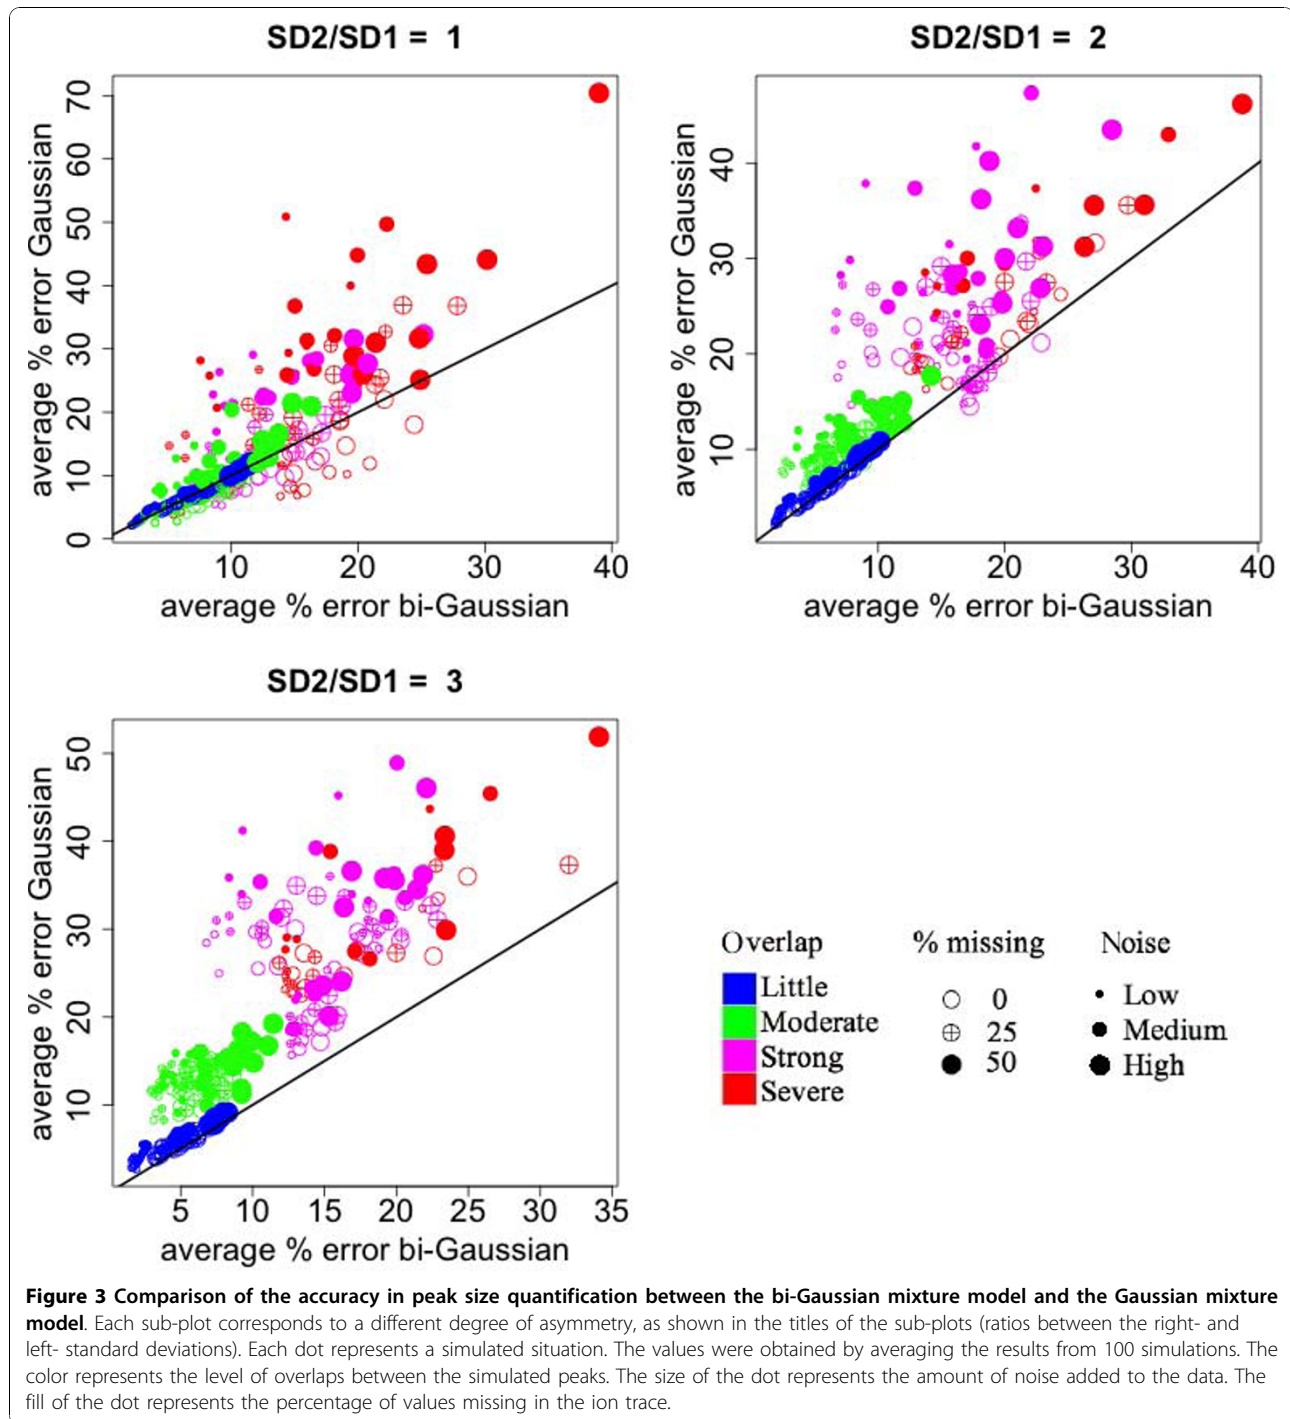 SD2/SD1 = 1
average % error Gaussian
0 10 20 30 40 50 60 70
10 20 30 40
average % error bi-Gaussian
SD2/SD1 = 2
average % error Gaussian
10 20 30 40
10 20 30 40
average % error bi-Gaussian
SD2/SD1 = 3
average % error Gaussian
10 20 30 40 50
5 10 15 20 25 30 35
average % error bi-Gaussian
Overlap
Little
Moderate
Strong
Severe
% missing
0
25
50
Noise
Low
Medium
High
Figure 3 Comparison of the accuracy in peak size quantification between the bi-Gaussian mixture model and the Gaussian mixture
model. Each sub-plot corresponds to a different degree of asymmetry, as shown in the titles of the sub-plots (ratios between the right- and
left- standard deviations). Each dot represents a simulated situation. The values were obtained by averaging the results from 100 simulations. The
color represents the level of overlaps between the simulated peaks. The size of the dot represents the amount of noise added to the data. The
fill of the dot represents the percentage of values missing in the ion trace.